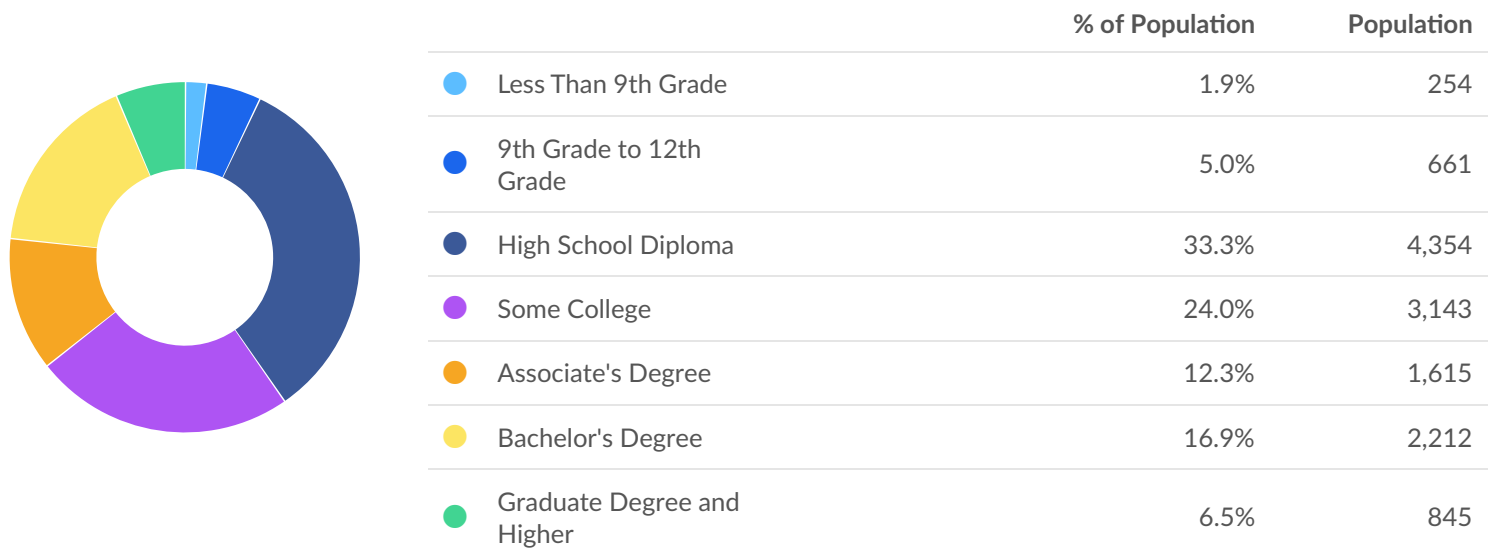 % of Population Population
Less Than 9th Grade 1.9% 254
9th Grade to 12th
Grade 5.0% 661
High School Diploma 33.3% 4,354
Some College 24.0% 3,143
Associate's Degree 12.3% 1,615
Bachelor's Degree 16.9% 2,212
Graduate Degree and
Higher 6.5% 845